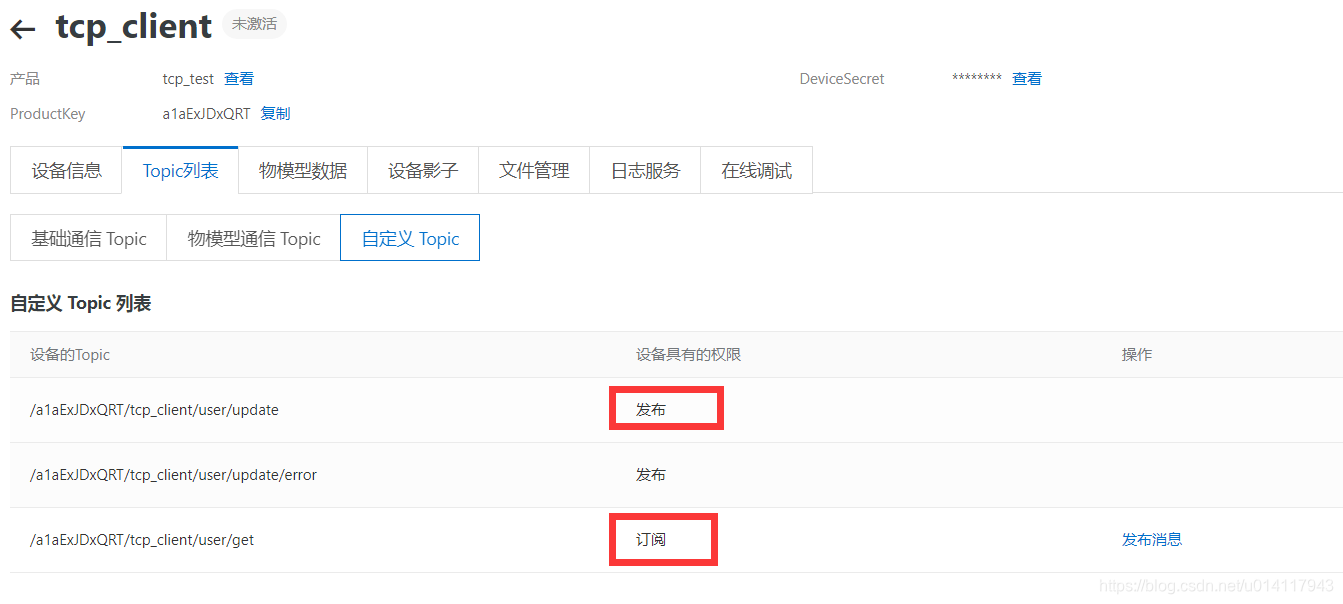 ← tcp_client 未激活
产品 tcp_test 查看 DeviceSecret ******** 查看
ProductKey a1aExJDxQRT 复制
设备信息 Topic列表 物模型数据 设备影子 文件管理 日志服务 在线调试
基础通信 Topic 物模型通信 Topic 自定义 Topic
自定义 Topic 列表
设备的Topic 设备具有的权限 操作
/a1aExJDxQRT/tcp_client/user/update 发布
/a1aExJDxQRT/tcp_client/user/update/error 发布
/a1aExJDxQRT/tcp_client/user/get 订阅 发布消息
https://blog.csdn.net/u014117943